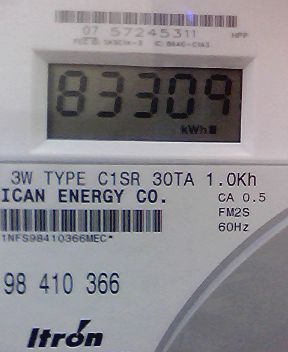 07 57245311 HPP
83309
kWh
3W TYPE C1SR 30TA 1.0Kh
ICAN ENERGY CO. CA 0.5
FM2S
60Hz
1NFS98410366MEC*
98 410 366
Itron